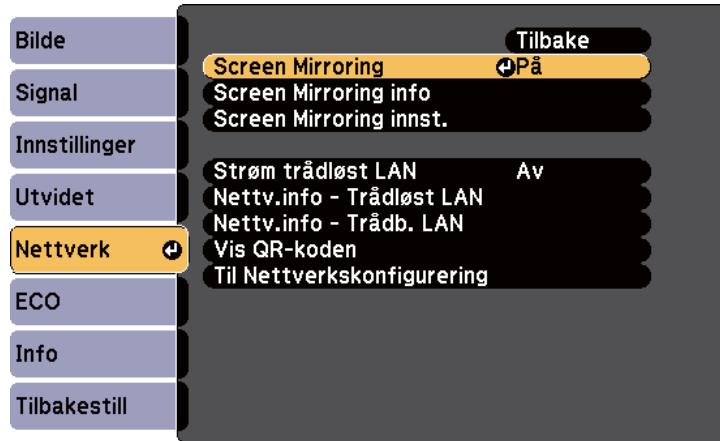 Bilde
Signal
Innstillinger
Utvidet
Nettverk
ECO
Info
Tilbakestill
Tilbake
Screen Mirroring På
Screen Mirroring info
Screen Mirroring innst.
Strøm trådløst LAN Av
Nettv.info - Trådløst LAN
Nettv.info - Trådb. LAN
Vis QR-koden
Til Nettverkskonfigurering